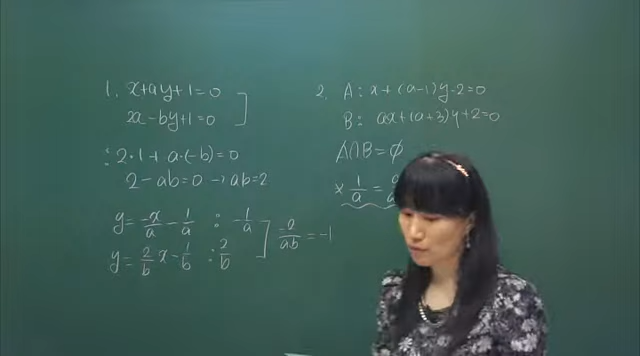 1. x+ay+1=0
2x-by+1=0
∴ 2·1+a·(-b)=0
2-ab=0 → ab=2
y=-x/a-1/a : -1/a
y=2/b x-1/b : 2/b
-2/ab=-1
2. A: x+(a-1)y-2=0
B: ax+(a+3)y+2=0
A∩B=∅
* 1/a=